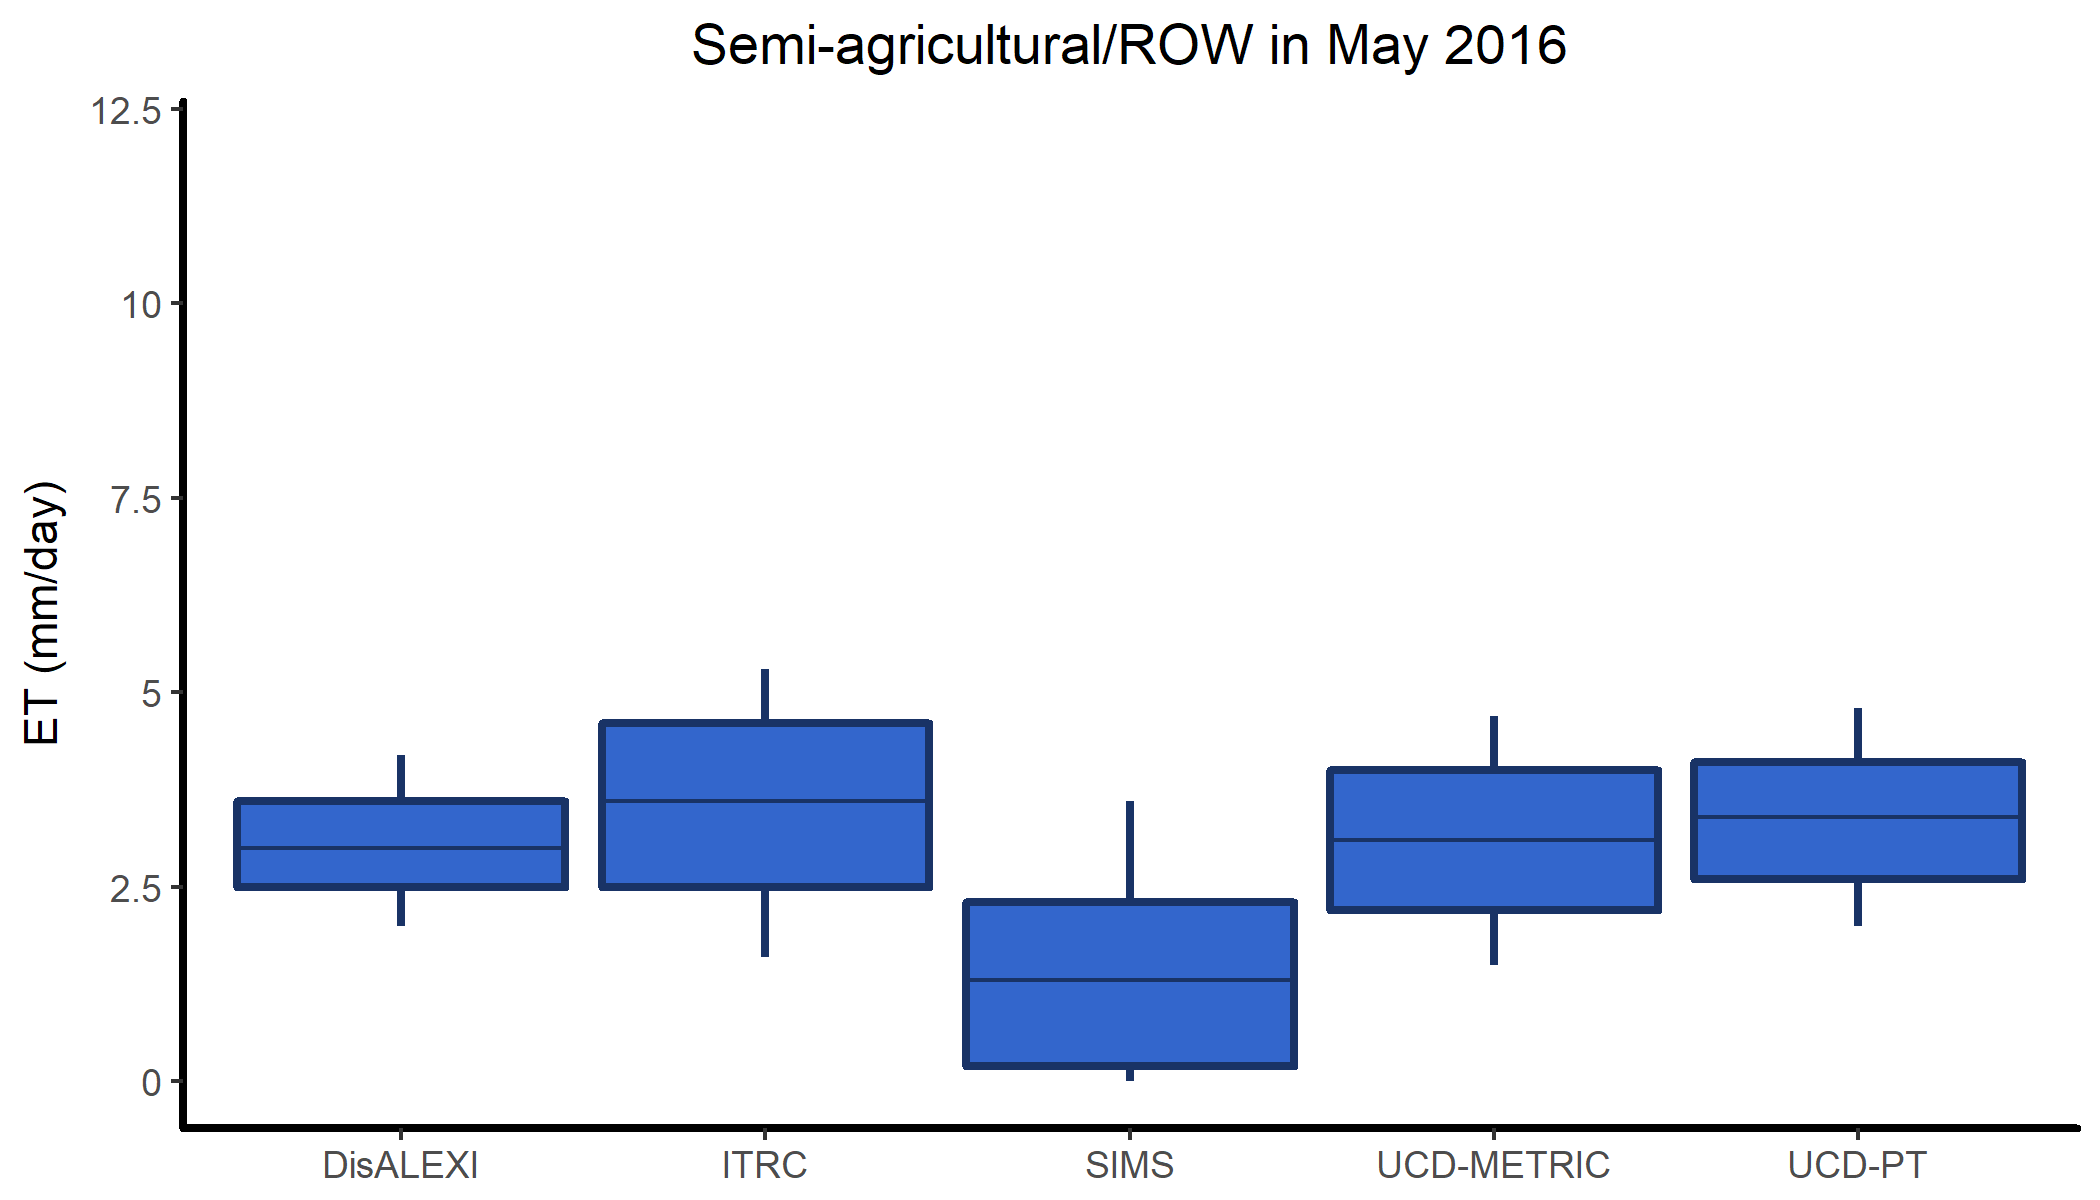 Semi-agricultural/ROW in May 2016
ET (mm/day)
12.5
10
7.5
5
2.5
0
DisALEXI ITRC SIMS UCD-METRIC UCD-PT